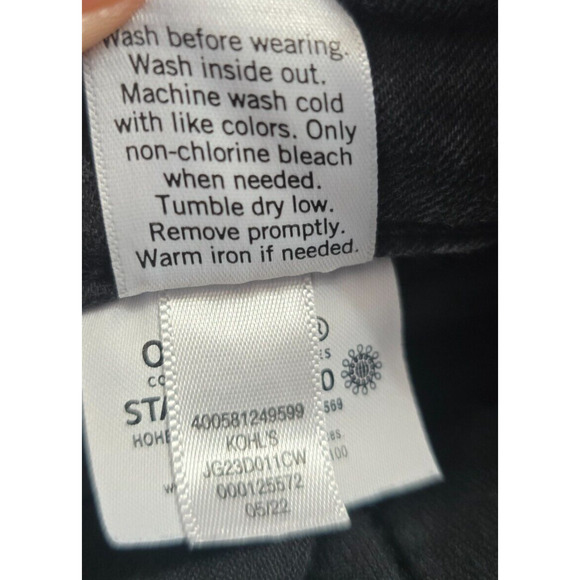 Wash before wearing.
Wash inside out.
Machine wash cold
with like colors. Only
non-chlorine bleach
when needed.
Tumble dry low.
Remove promptly.
Warm iron if needed.
400581249599
KOHL'S
JG23D011CW
000125572
05/22